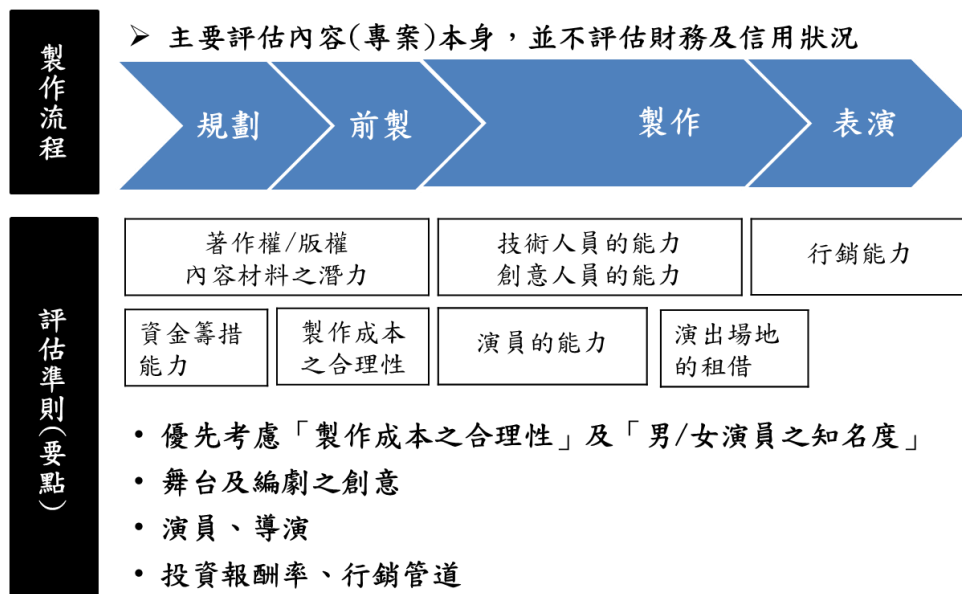 製作流程
➢ 主要評估內容(專案)本身，並不評估財務及信用狀況
規劃
前製
製作
表演
評估準則(要點)
著作權/版權
內容材料之潛力
技術人員的能力
創意人員的能力
行銷能力
資金籌措
能力
製作成本
之合理性
演員的能力
演出場地
的租借
• 優先考慮「製作成本之合理性」及「男/女演員之知名度」
• 舞台及編劇之創意
• 演員、導演
• 投資報酬率、行銷管道